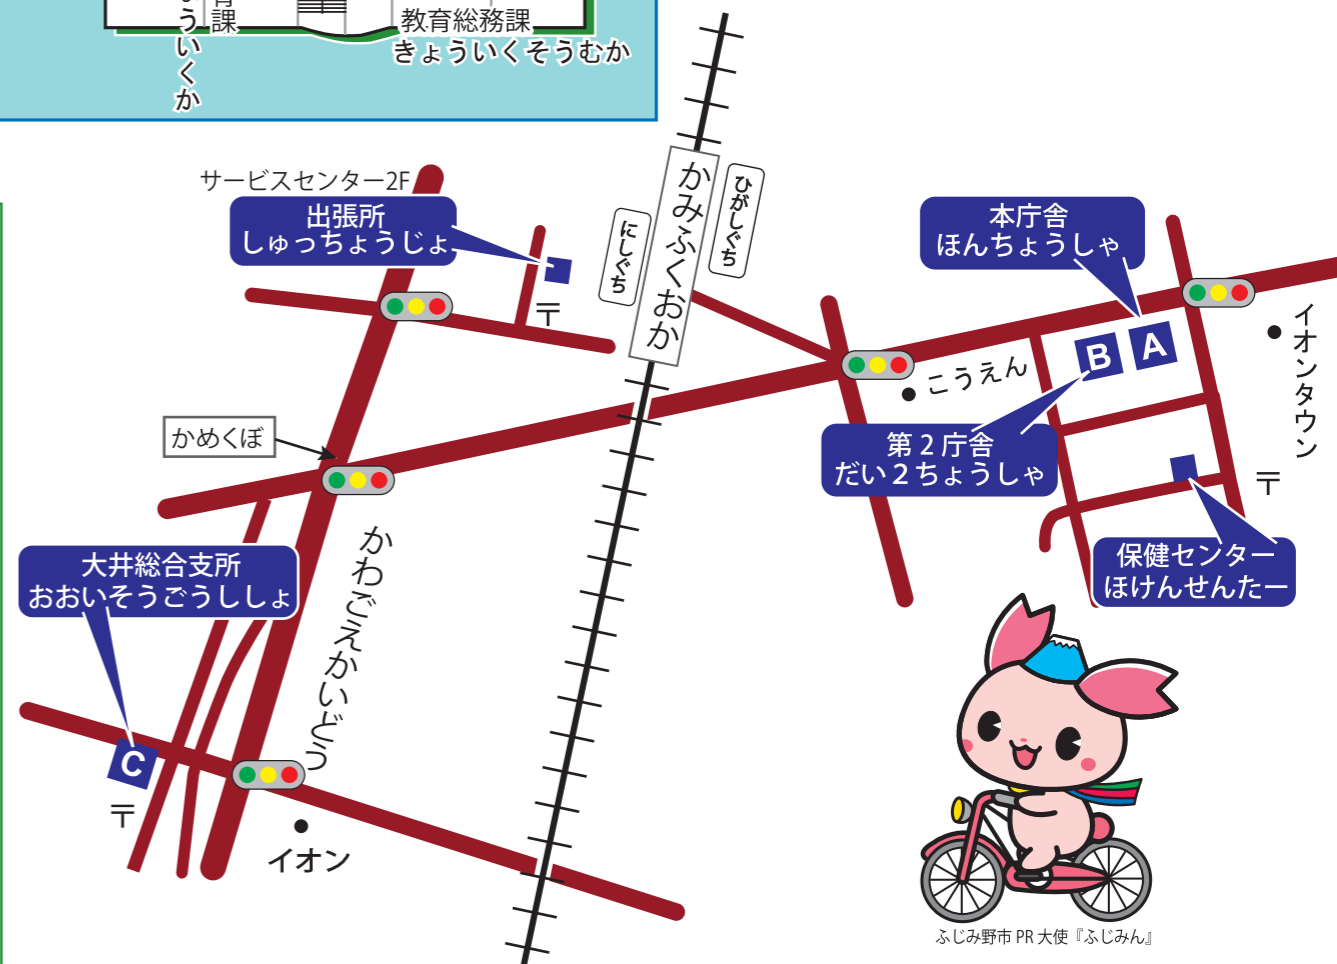 ういくか
課
教育総務課
きょういくそうむか
サービスセンター2F
出張所
しゅっちょうじょ
〒
にしぐち
かみふくおか
ひがしぐち
本庁舎
ほんちょうしゃ
イオンタウン
B
A
こうえん
第２庁舎
だい２ちょうしゃ
〒
保健センター
ほけんせんたー
かめくぼ
かわごえかいどう
大井総合支所
おおいそうごうししょ
C
〒
イオン
ふじみ野市 PR 大使『ふじみん』